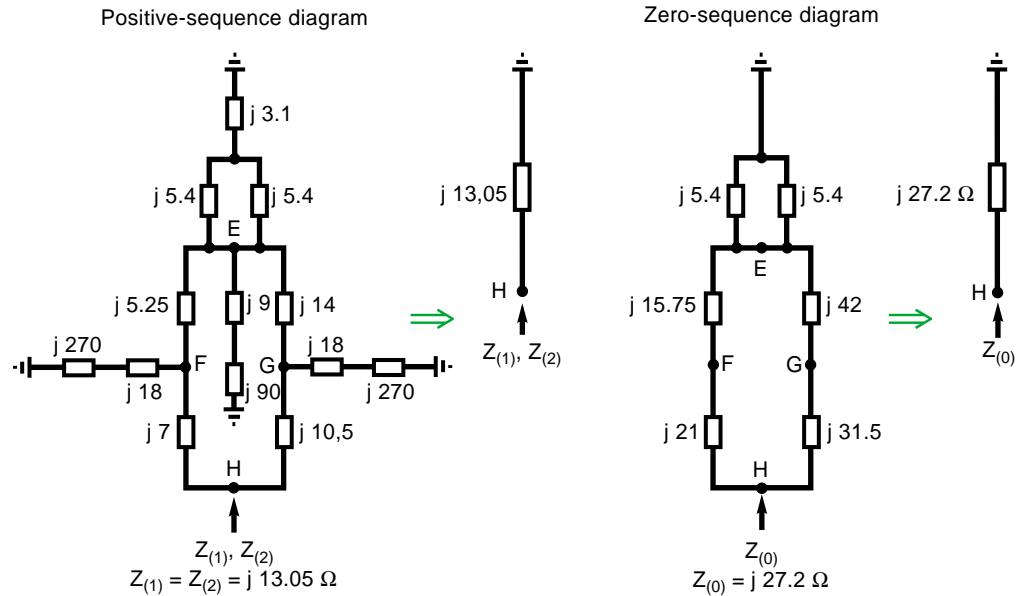 Positive-sequence diagram
j 3.1
j 5.4
j 5.4
E
j 5.25
j 9
j 14
j 270
j 18
F
G
j 18
j 90
j 270
j 7
j 10,5
H
Z(1), Z(2)
Z(1) = Z(2) = j 13.05 Ω
j 13,05
H
Z(1), Z(2)
Zero-sequence diagram
j 5.4
j 5.4
E
j 15.75
j 42
F
G
j 21
j 31.5
H
Z(0)
Z(0) = j 27.2 Ω
j 27.2 Ω
H
Z(0)